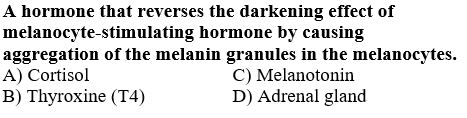 A hormone that reverses the darkening effect of
melanocyte-stimulating hormone by causing
aggregation of the melanin granules in the melanocytes.
A) Cortisol C) Melanotonin
B) Thyroxine (T4) D) Adrenal gland